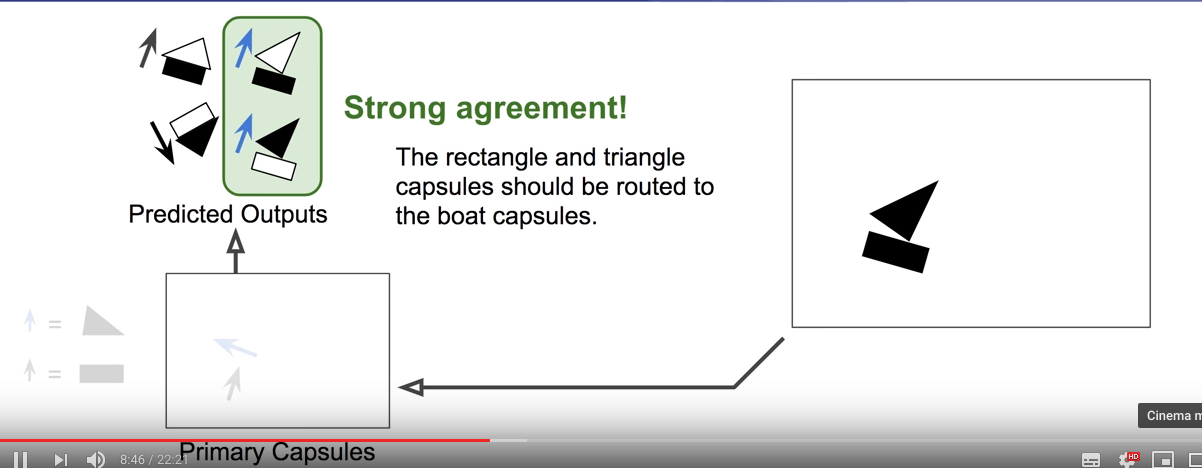 Strong agreement!
The rectangle and triangle
capsules should be routed to
the boat capsules.
Predicted Outputs
=
=
Primary Capsules
8:46 / 22:21
Cinema m
HD